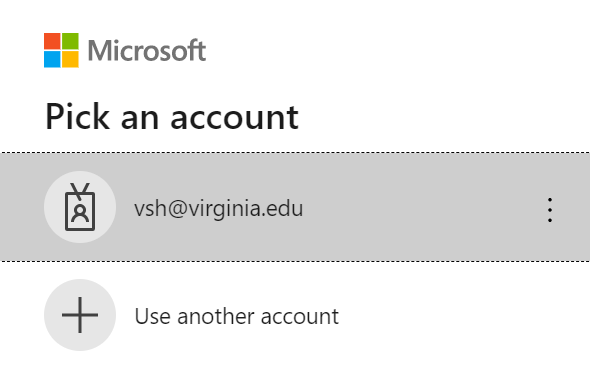 Microsoft
Pick an account
vsh@virginia.edu
Use another account